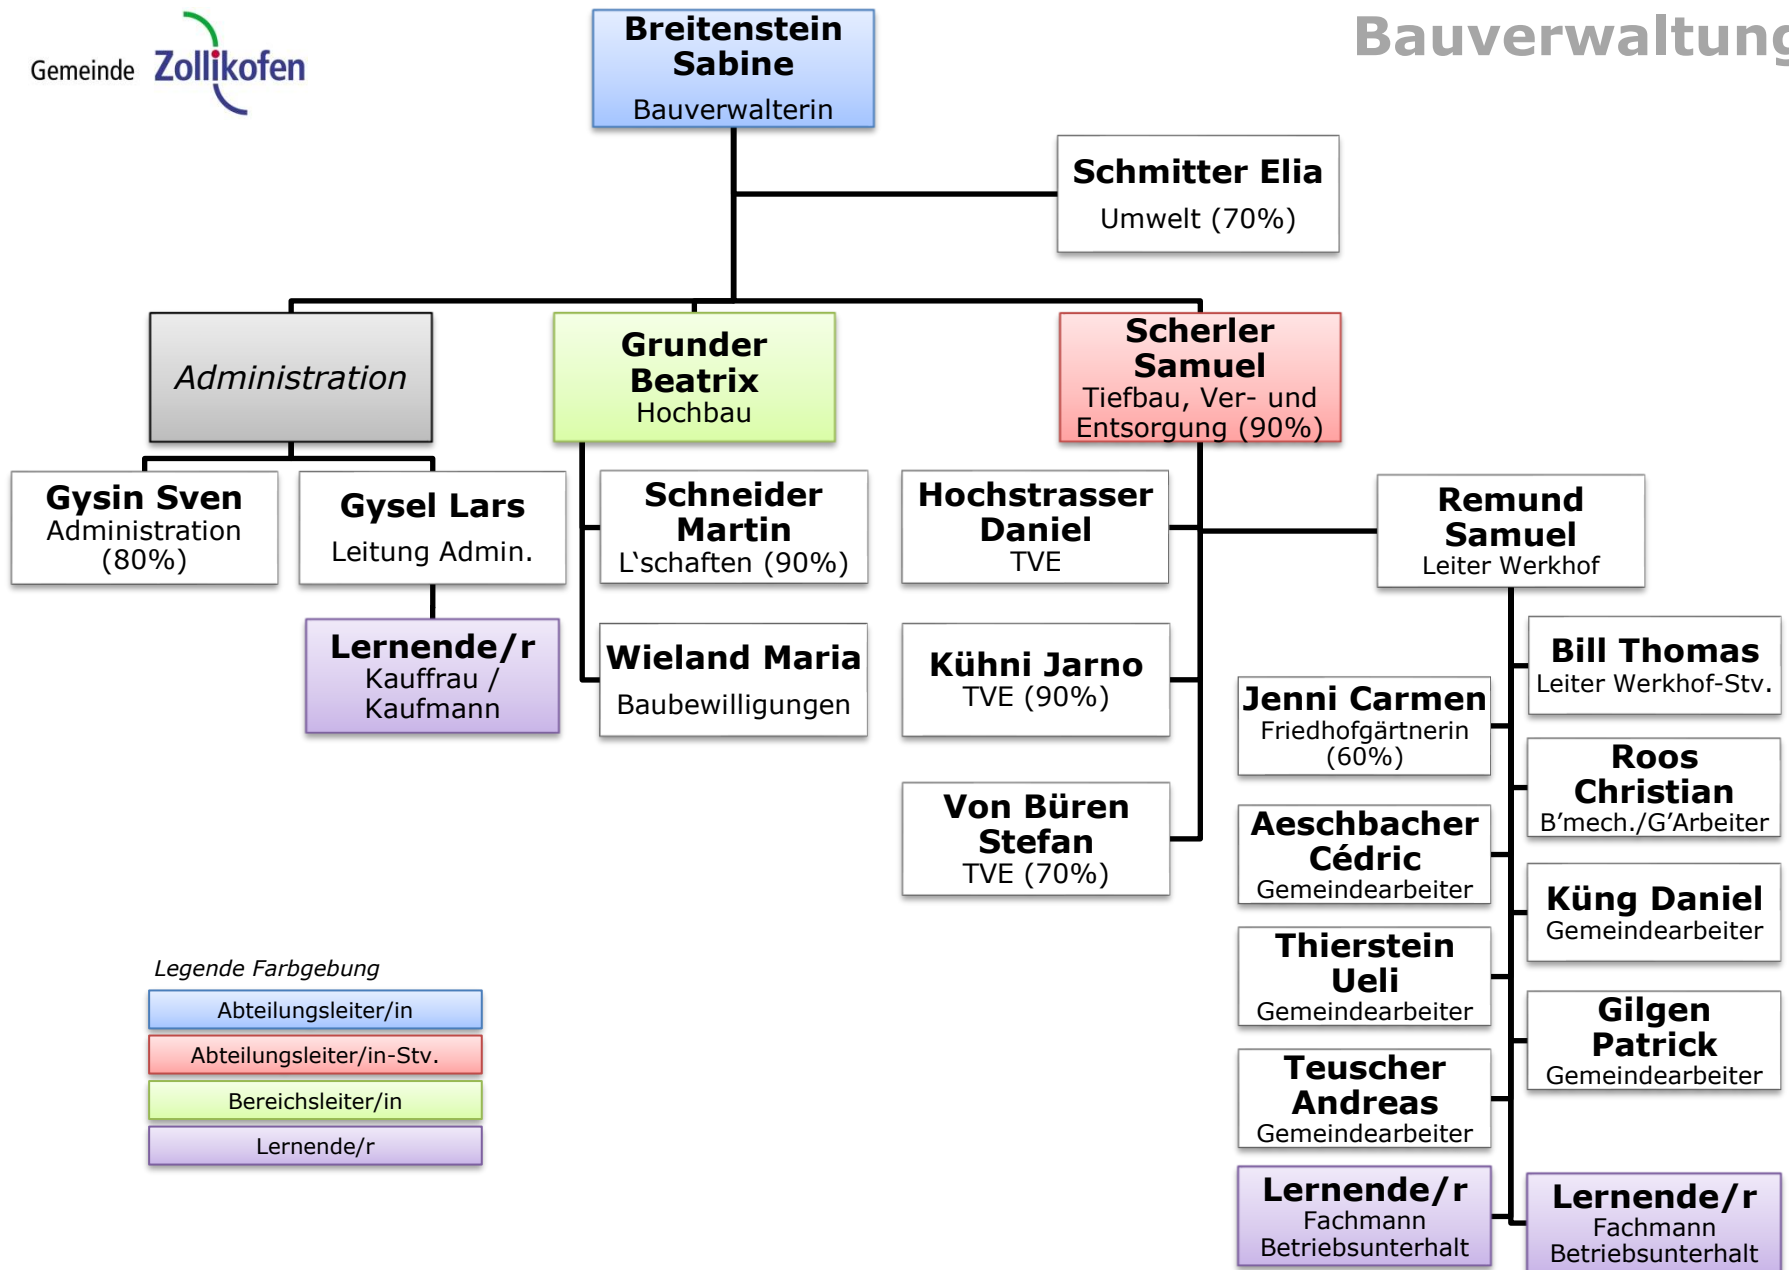 Gemeinde Zollikofen
Bauverwaltung
Breitenstein
Sabine
Bauverwalterin
Schmitter Elia
Umwelt (70%)
Administration
Grunder
Beatrix
Hochbau
Scherler
Samuel
Tiefbau, Ver- und
Entsorgung (90%)
Gysin Sven
Administration
(80%)
Gysel Lars
Leitung Admin.
Lernende/r
Kauffrau /
Kaufmann
Schneider
Martin
L‘schaften (90%)
Wieland Maria
Baubewilligungen
Hochstrasser
Daniel
TVE
Kühni Jarno
TVE (90%)
Von Büren
Stefan
TVE (70%)
Remund
Samuel
Leiter Werkhof
Bill Thomas
Leiter Werkhof-Stv.
Jenni Carmen
Friedhofgärtnerin
(60%)
Roos
Christian
B’mech./G’Arbeiter
Aeschbacher
Cédric
Gemeindearbeiter
Küng Daniel
Gemeindearbeiter
Thierstein
Ueli
Gemeindearbeiter
Gilgen
Patrick
Gemeindearbeiter
Teuscher
Andreas
Gemeindearbeiter
Lernende/r
Fachmann
Betriebsunterhalt
Lernende/r
Fachmann
Betriebsunterhalt
Legende Farbgebung
Abteilungsleiter/in
Abteilungsleiter/in-Stv.
Bereichsleiter/in
Lernende/r